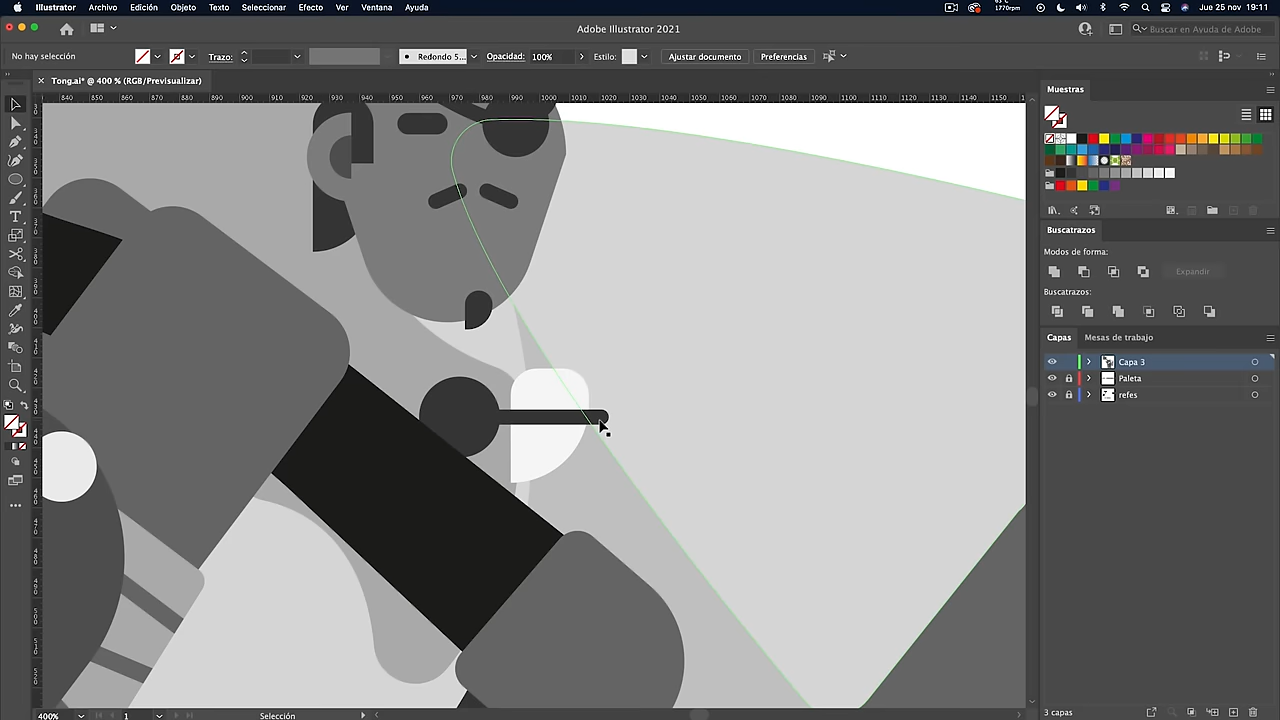 Illustrator Archivo Edición Objeto Texto Seleccionar Efecto Ver Ventana Ayuda
1770rpm
Jue 25 nov 19:11
Adobe Illustrator 2021
Buscar en Ayuda de Adobe
No hay selección
Trazo:
Redondo 5...
Opacidad: 100%
Estilo:
Ajustar documento
Preferencias
Tong.ai* @ 400 % (RGB/Previsualizar)
840 850 860 870 880 890 900 910 920 930 940 950 960 970 980 990 1000 1010 1020 1030 1040 1050 1060 1070 1080 1090 1100 1110 1120 1130 1140 1150
Muestras
Buscatrazos
Modos de forma:
Expandir
Buscatrazos:
Capas Mesas de trabajo
Capa 3
Paleta
refes
3 capas
400%
1
Selección